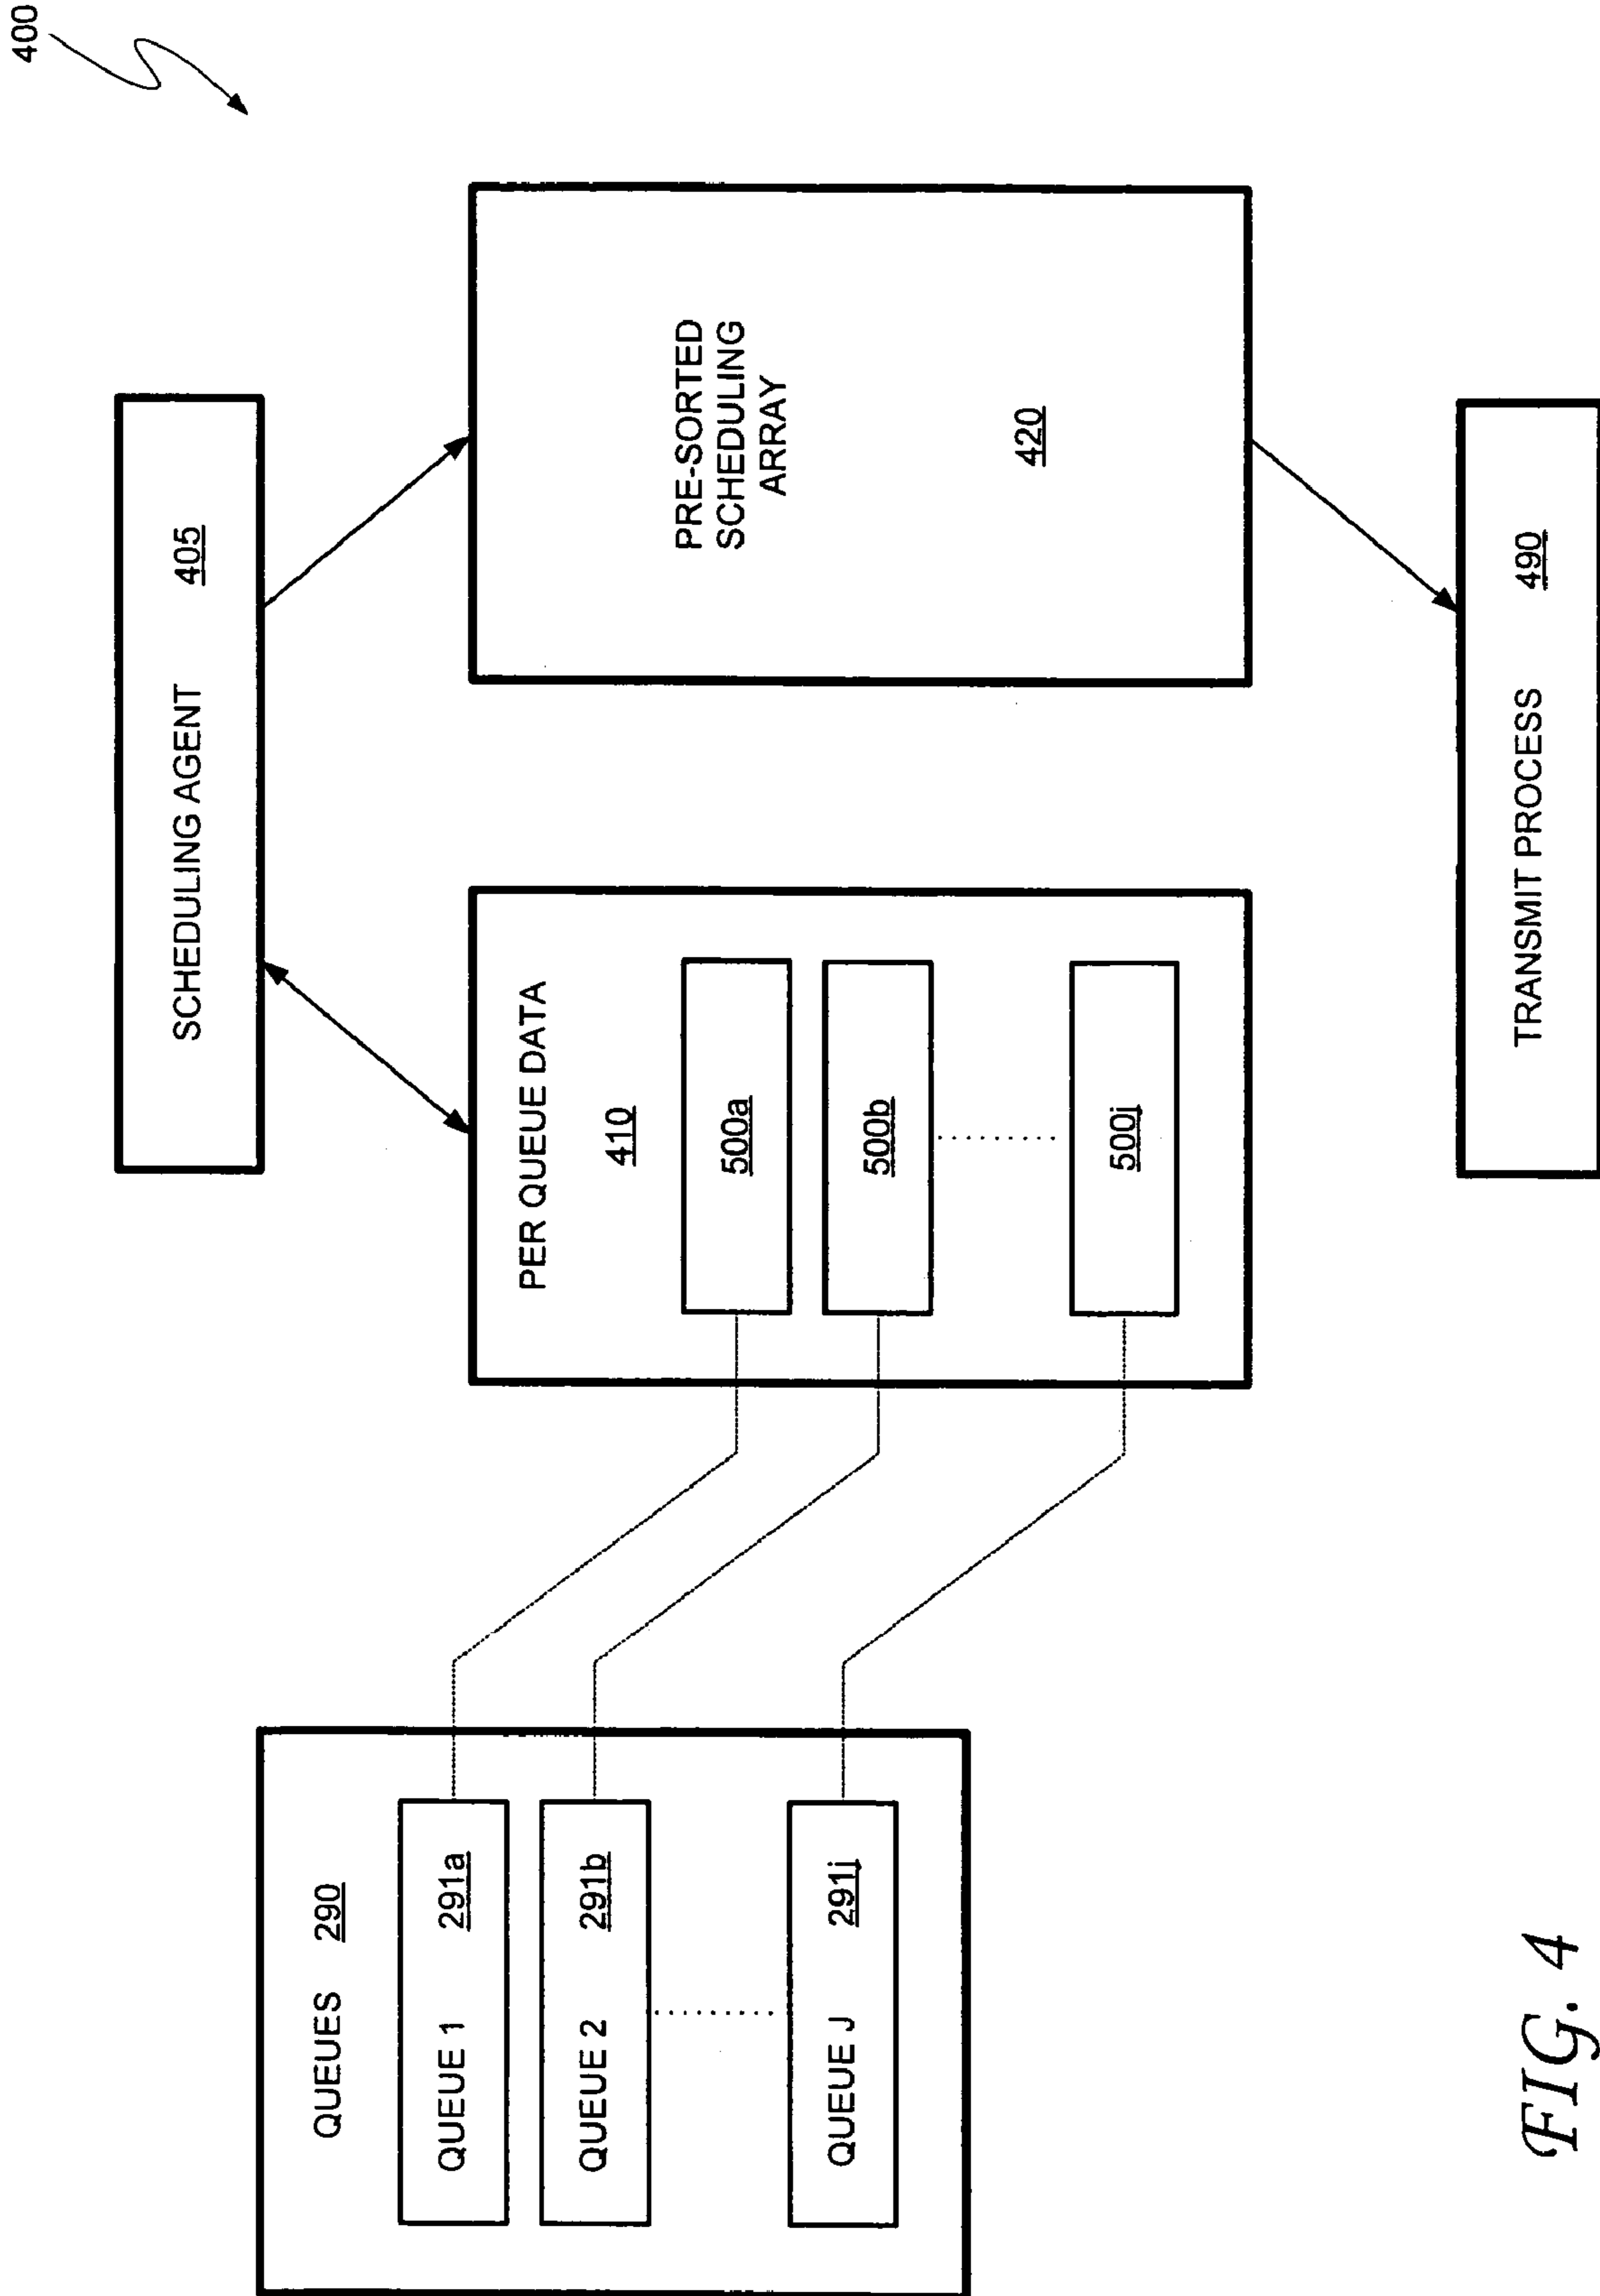 400
SCHEDULING AGENT 405
QUEUES 290
QUEUE 1 291a
QUEUE 2 291b
QUEUE J 291j
PER QUEUE DATA
410
500a
500b
500j
PRE-SORTED
SCHEDULING
ARRAY
420
TRANSMIT PROCESS 490
FIG. 4